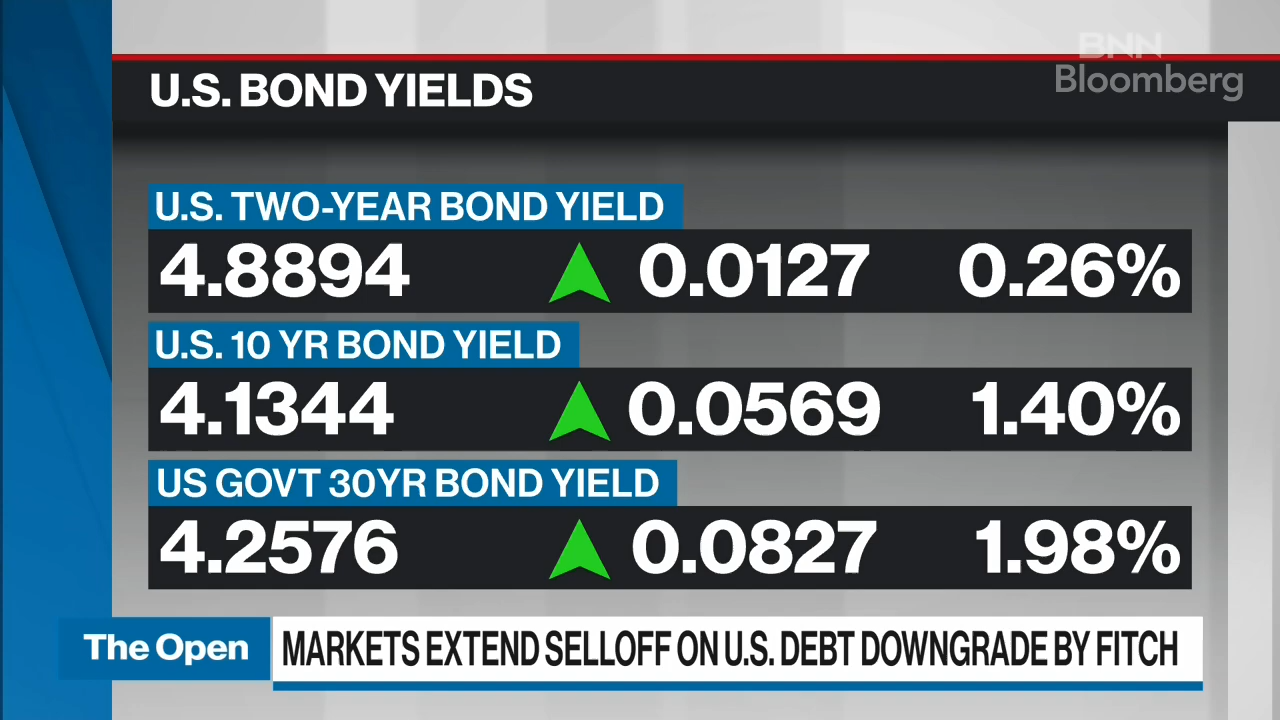 BNN
Bloomberg
U.S. BOND YIELDS
U.S. TWO-YEAR BOND YIELD
4.8894 0.0127 0.26%
U.S. 10 YR BOND YIELD
4.1344 0.0569 1.40%
US GOVT 30YR BOND YIELD
4.2576 0.0827 1.98%
The Open
MARKETS EXTEND SELLOFF ON U.S. DEBT DOWNGRADE BY FITCH